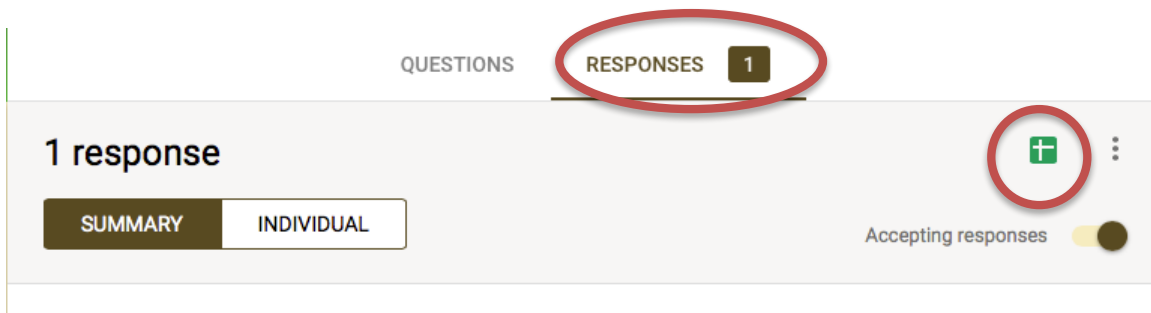 QUESTIONS RESPONSES 1
1 response
SUMMARY INDIVIDUAL
Accepting responses